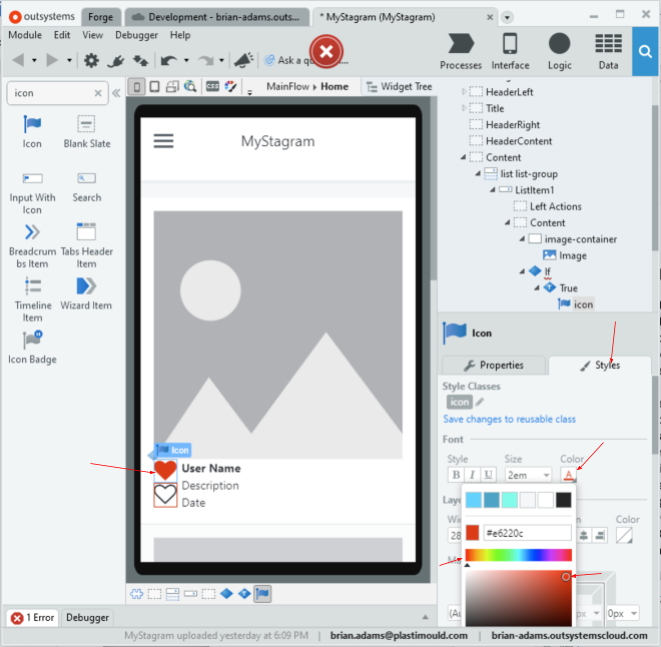 outsystems Forge Development - brian-adams.outs... * MyStagram (MyStagram)
Module Edit View Debugger Help
Ask a qu
Processes Interface Logic Data
MainFlow Home Widget Tree
icon
Icon Blank Slate
Input With Icon Search
Breadcrum bs Item Tabs Header Item
Timeline Item Wizard Item
Icon Badge
MyStagram
Icon
User Name
Description
Date
HeaderLeft
Title
HeaderRight
HeaderContent
Content
list list-group
ListItem1
Left Actions
Content
image-container
Image
If
True
icon
Icon
Properties Styles
Style Classes
icon
Save changes to reusable class
Font
Style Size Color
B I U 2em A
Color
28
#e6220c
(Au px 0px
1 Error Debugger
MyStagram uploaded yesterday at 6:09 PM | brian.adams@plastimould.com | brian-adams.outsystemscloud.com